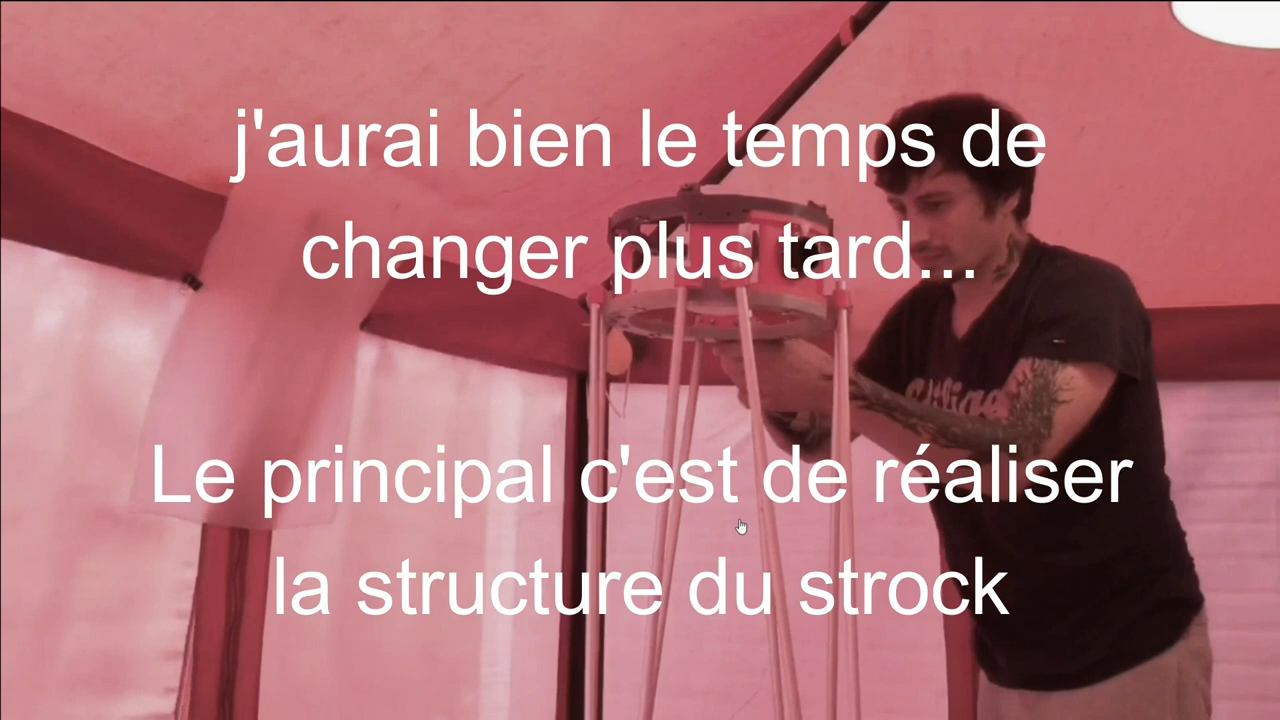 j'aurai bien le temps de
changer plus tard...
Le principal c'est de réaliser
la structure du strock